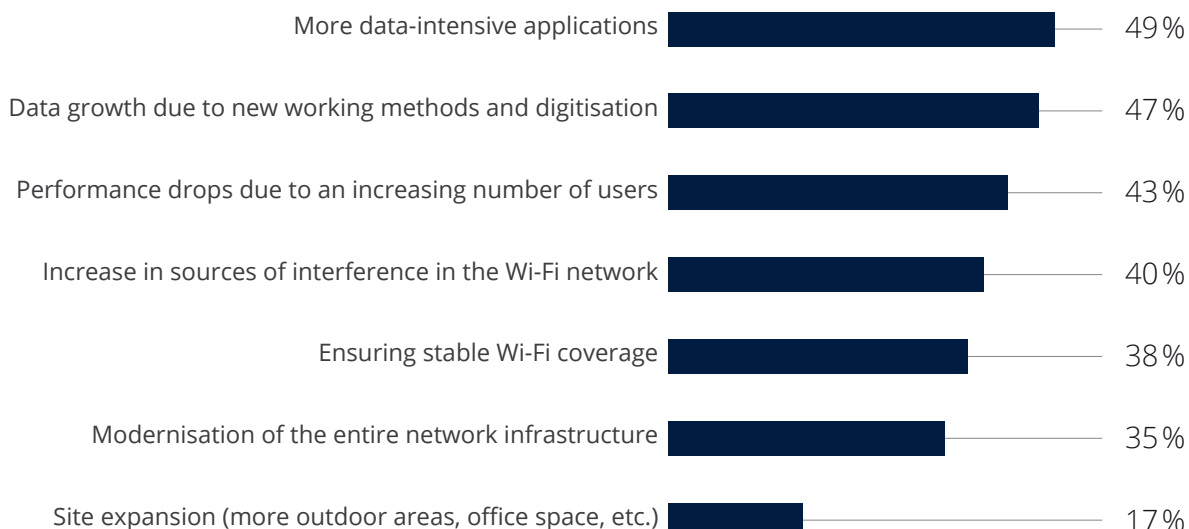 More data-intensive applications 49 %
Data growth due to new working methods and digitisation 47 %
Performance drops due to an increasing number of users 43 %
Increase in sources of interference in the Wi-Fi network 40 %
Ensuring stable Wi-Fi coverage 38 %
Modernisation of the entire network infrastructure 35 %
Site expansion (more outdoor areas, office space, etc.) 17 %